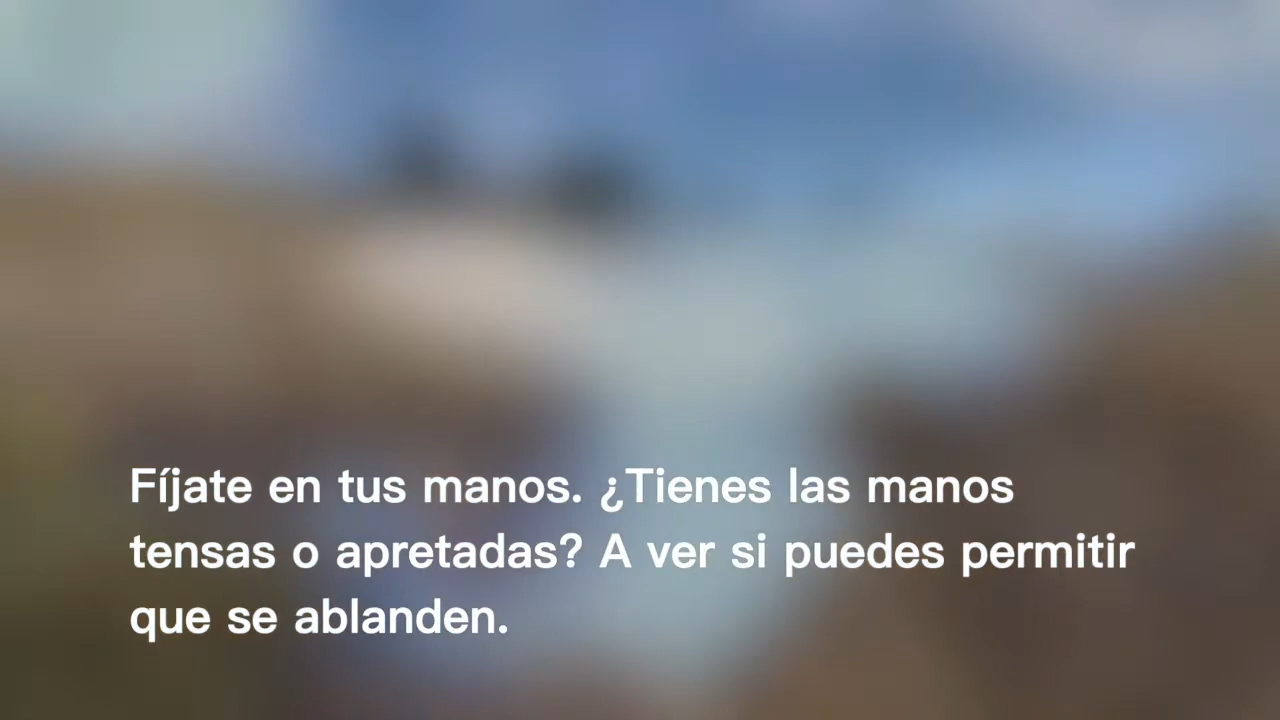 Fíjate en tus manos. ¿Tienes las manos
tensas o apretadas? A ver si puedes permitir
que se ablanden.